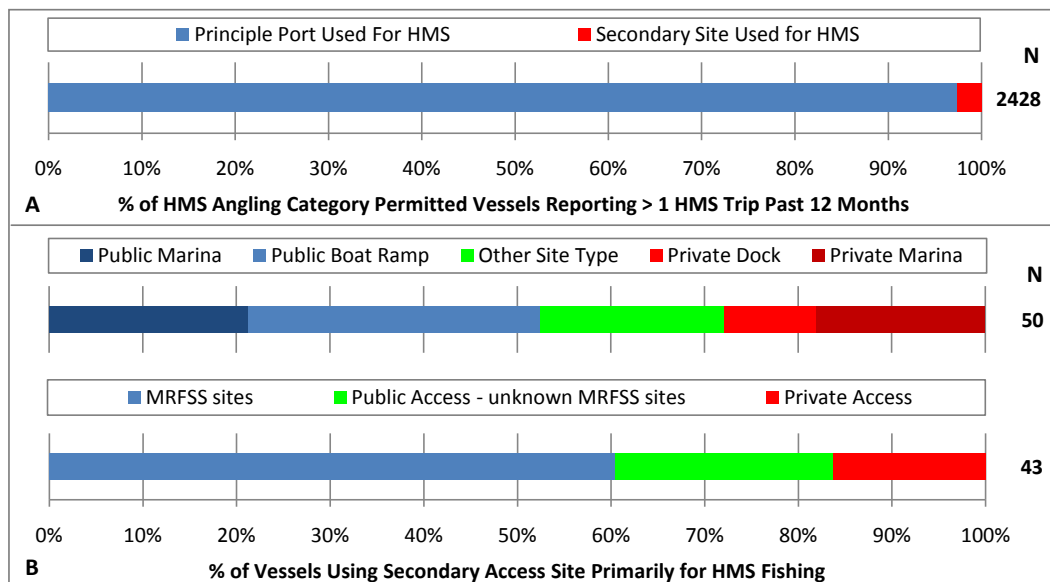 Principle Port Used For HMS Secondary Site Used for HMS
N
2428
0% 10% 20% 30% 40% 50% 60% 70% 80% 90% 100%
A % of HMS Angling Category Permitted Vessels Reporting > 1 HMS Trip Past 12 Months
Public Marina Public Boat Ramp Other Site Type Private Dock Private Marina
N
50
MRFSS sites Public Access - unknown MRFSS sites Private Access
43
0% 10% 20% 30% 40% 50% 60% 70% 80% 90% 100%
B % of Vessels Using Secondary Access Site Primarily for HMS Fishing